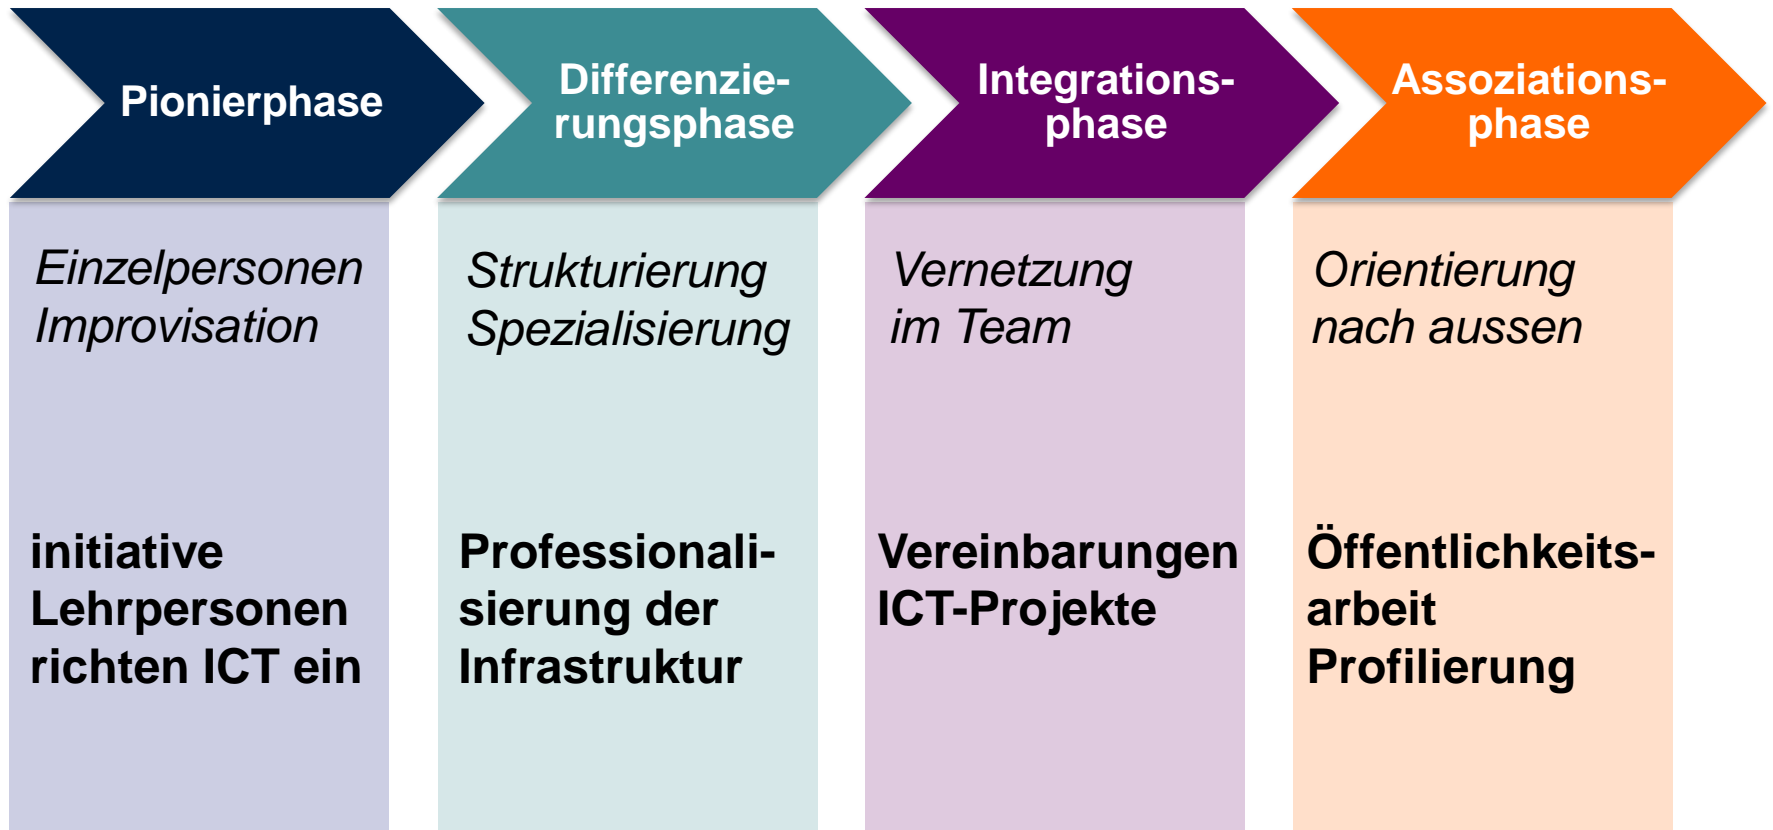 Pionierphase
Differenzie-
rungsphase
Integrations-
phase
Assoziations-
phase
Einzelpersonen
Improvisation
Strukturierung
Spezialisierung
Vernetzung
im Team
Orientierung
nach aussen
initiative
Lehrpersonen
richten ICT ein
Professionali-
sierung der
Infrastruktur
Vereinbarungen
ICT-Projekte
Öffentlichkeits-
arbeit
Profilierung